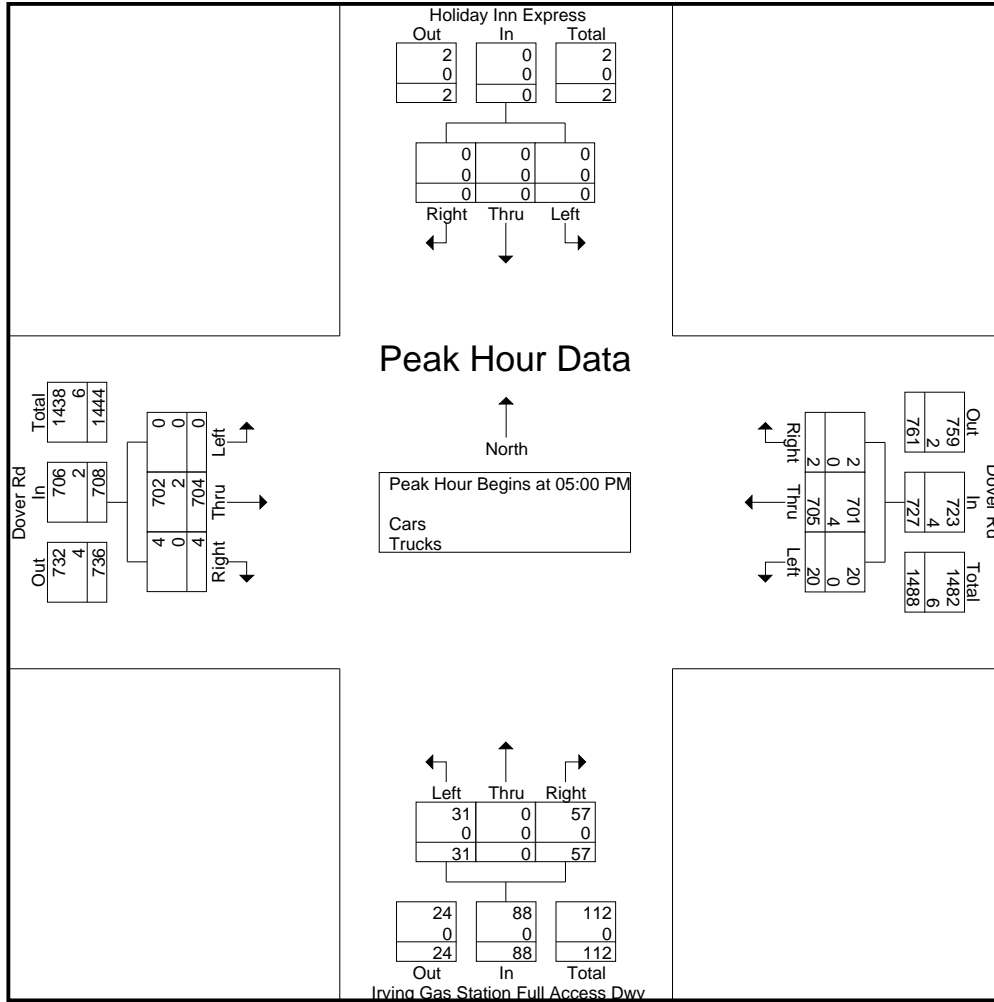 Holiday Inn Express
Out In Total
2 0 2
0 0 0
2 0 2
0 0 0
0 0 0
0 0 0
Right Thru Left
Peak Hour Data
North
Peak Hour Begins at 05:00 PM
Cars
Trucks
Dover Rd
Out In Total
732 706 1438
4 2 6
736 708 1444
4 702 0
0 2 0
4 704 0
Right Thru Left
Dover Rd
Out In Total
759 723 1482
2 4 6
761 727 1488
2 701 20
0 4 0
2 705 20
Right Thru Left
Left Thru Right
31 0 57
0 0 0
31 0 57
24 88 112
0 0 0
24 88 112
Out In Total
Irving Gas Station Full Access Dwy